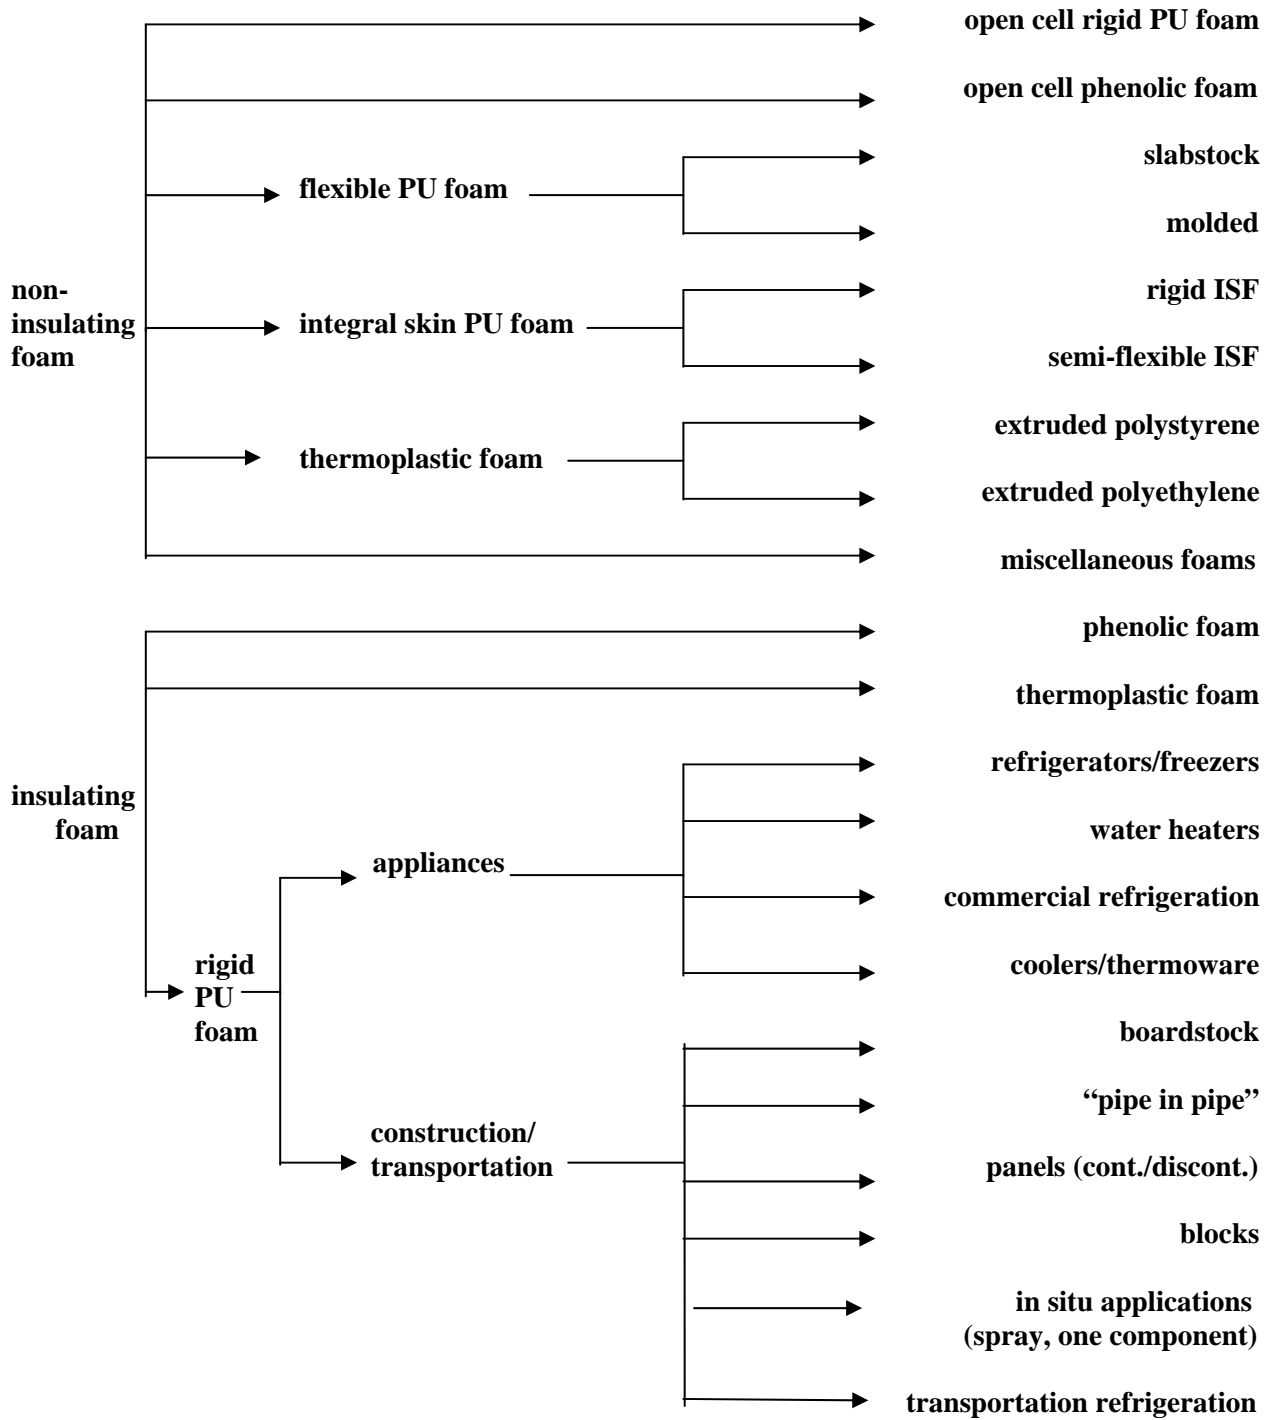 open cell rigid PU foam
open cell phenolic foam
slabstock
flexible PU foam
molded
non-
insulating
foam
rigid ISF
integral skin PU foam
semi-flexible ISF
extruded polystyrene
thermoplastic foam
extruded polyethylene
miscellaneous foams
phenolic foam
thermoplastic foam
insulating
foam
refrigerators/freezers
water heaters
appliances
commercial refrigeration
coolers/thermoware
rigid
PU
foam
boardstock
“pipe in pipe”
construction/
transportation
panels (cont./discont.)
blocks
in situ applications
(spray, one component)
transportation refrigeration